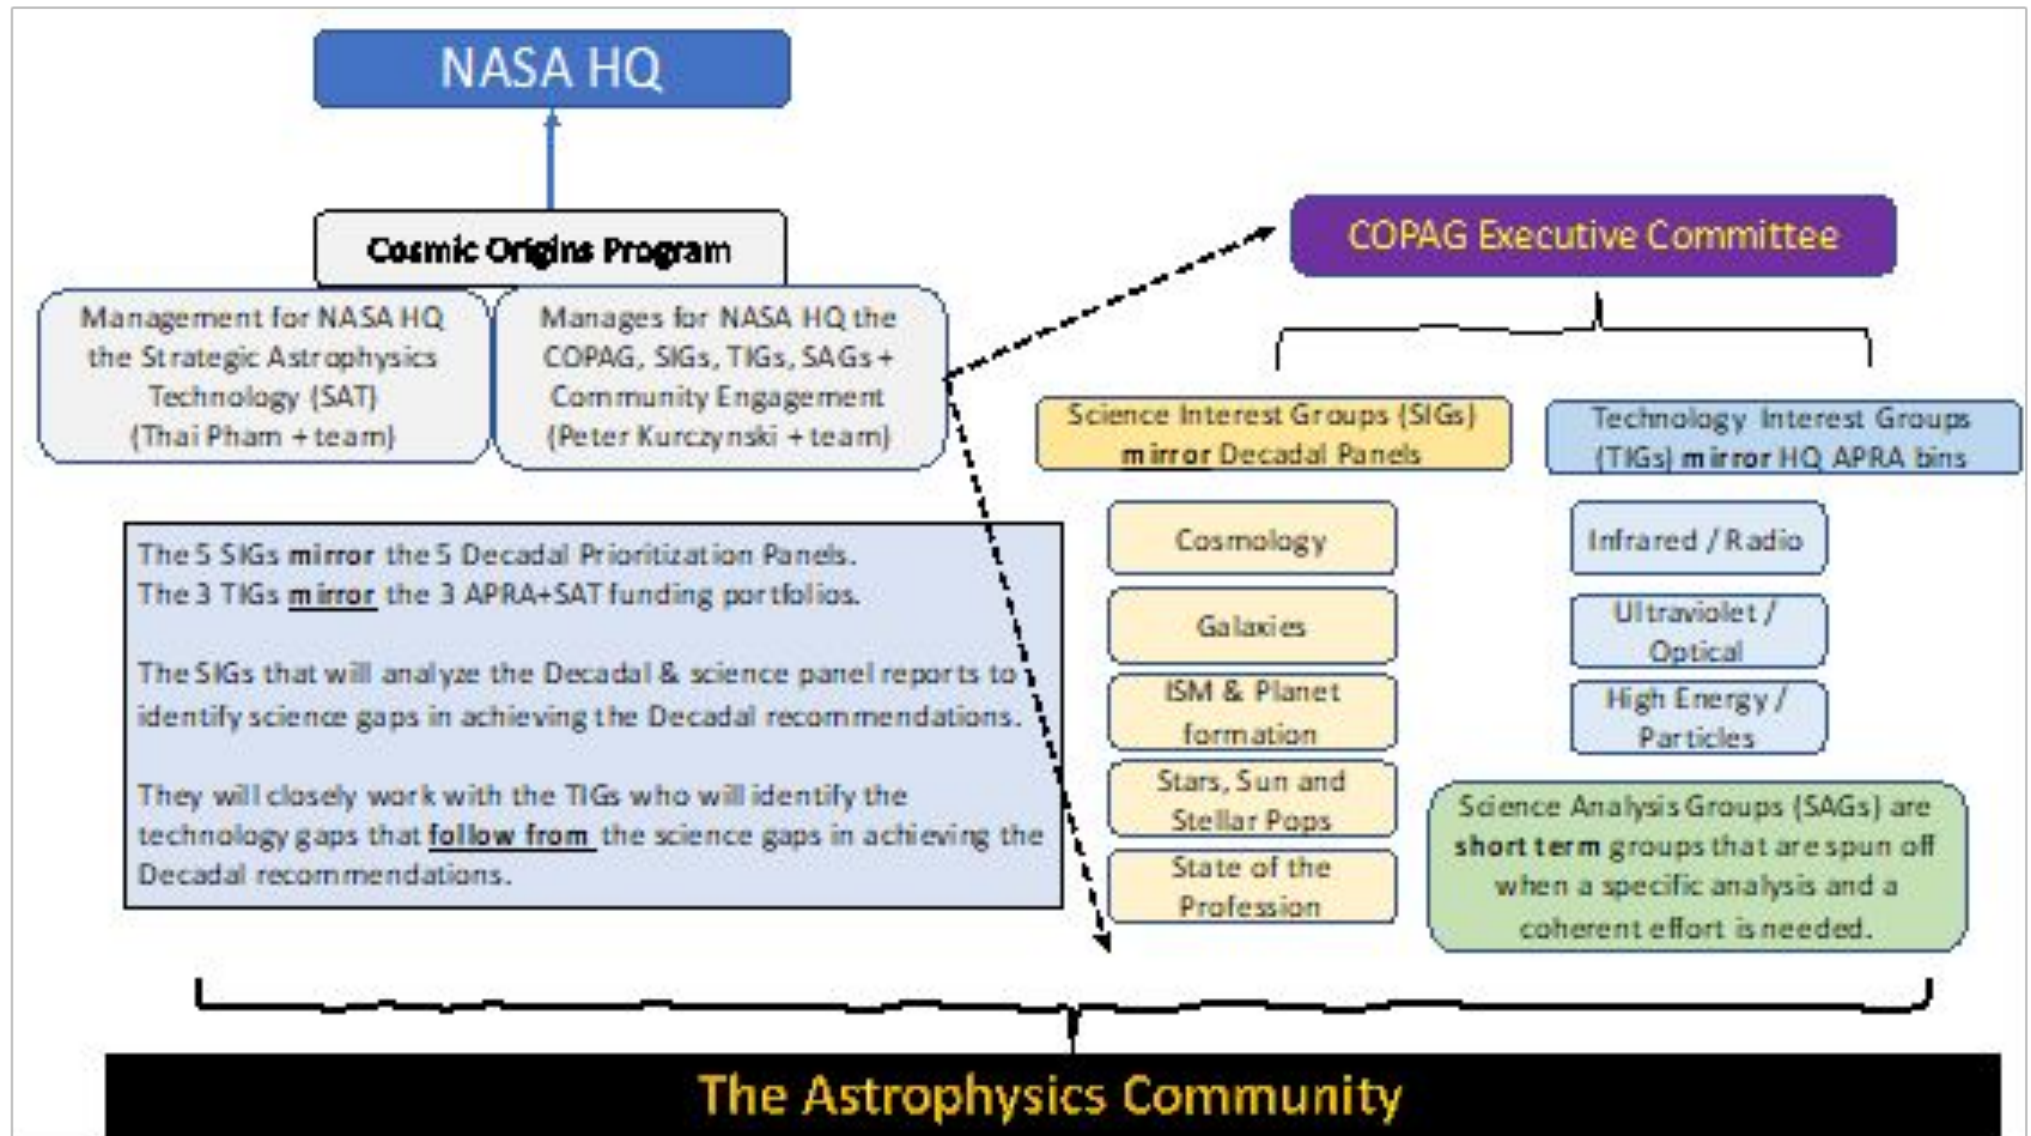 NASA HQ
Cosmic Origins Program
Management for NASA HQ
the Strategic Astrophysics
Technology (SAT)
(Thai Pham + team)
Manages for NASA HQ the
COPAG, SIGs, TIGs, SAGs +
Community Engagement
(Peter Kurczynski + team)
COPAG Executive Committee
Science Interest Groups (SIGs)
mirror Decadal Panels
Technology Interest Groups
(TIGs) mirror HQ APRA bins
The 5 SIGs mirror the 5 Decadal Prioritization Panels.
The 3 TIGs mirror the 3 APRA+SAT funding portfolios.
The SIGs that will analyze the Decadal & science panel reports to
identify science gaps in achieving the Decadal recommendations.
They will closely work with the TIGs who will identify the
technology gaps that follow from the science gaps in achieving the
Decadal recommendations.
Cosmology
Galaxies
ISM & Planet
formation
Stars, Sun and
Stellar Pops
State of the
Profession
Infrared / Radio
Ultraviolet /
Optical
High Energy /
Particles
Science Analysis Groups (SAGs) are
short term groups that are spun off
when a specific analysis and a
coherent effort is needed.
The Astrophysics Community